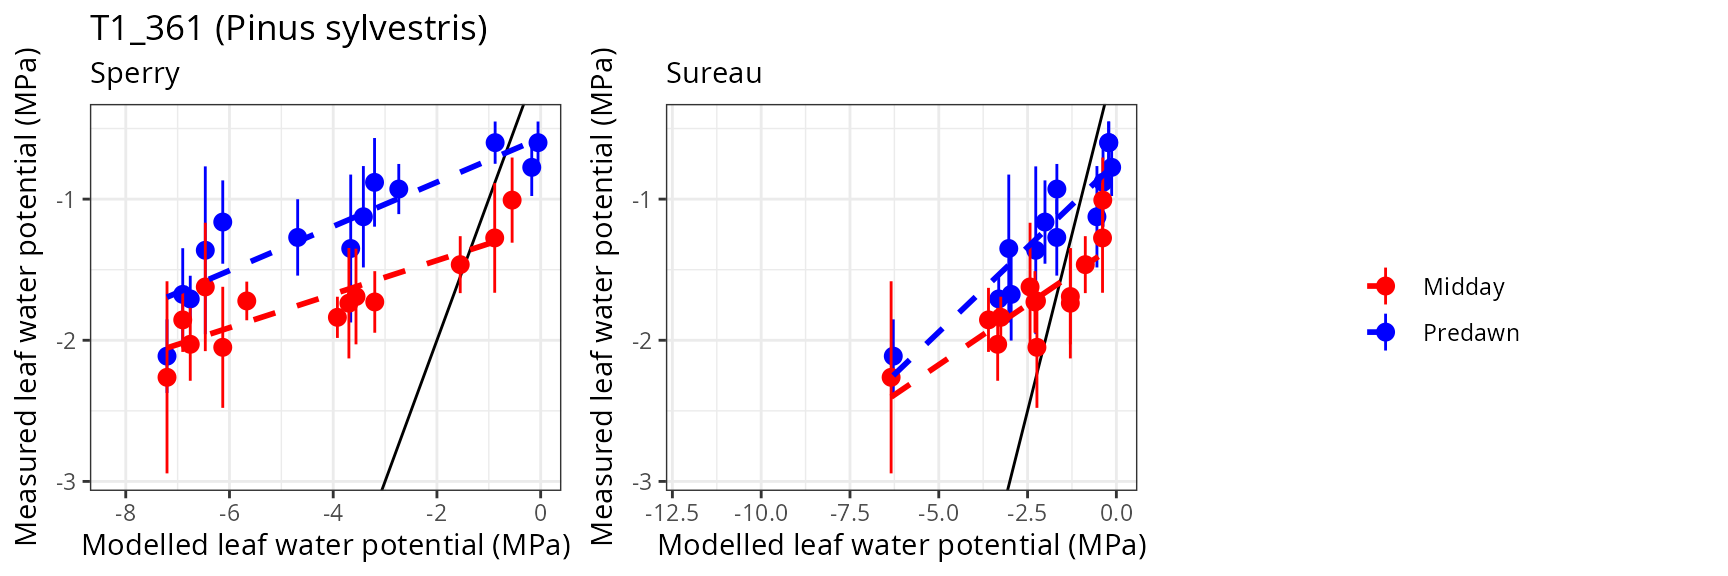 T1_361 (Pinus sylvestris)
Sperry
Measured leaf water potential (MPa)
-1
-2
-3
-8
-6
-4
-2
0
Modelled leaf water potential (MPa)
Sureau
Measured leaf water potential (MPa)
-1
-2
-3
-12.5
-10.0
-7.5
-5.0
-2.5
0.0
Modelled leaf water potential (MPa)
Midday
Predawn